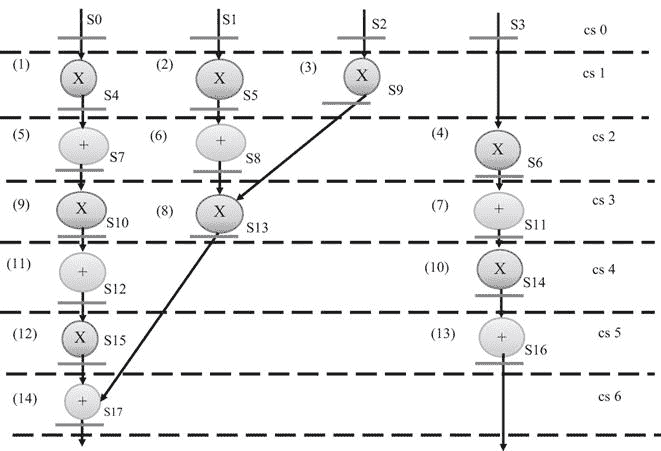 S0 S1 S2 S3 cs 0
(1) X S4 (2) X S5 (3) X S9 cs 1
(5) + S7 (6) + S8 (4) X S6 cs 2
(9) X S10 (8) X S13 (7) + S11 cs 3
(11) + S12 (10) X S14 cs 4
(12) X S15 (13) + S16 cs 5
(14) + S17 cs 6